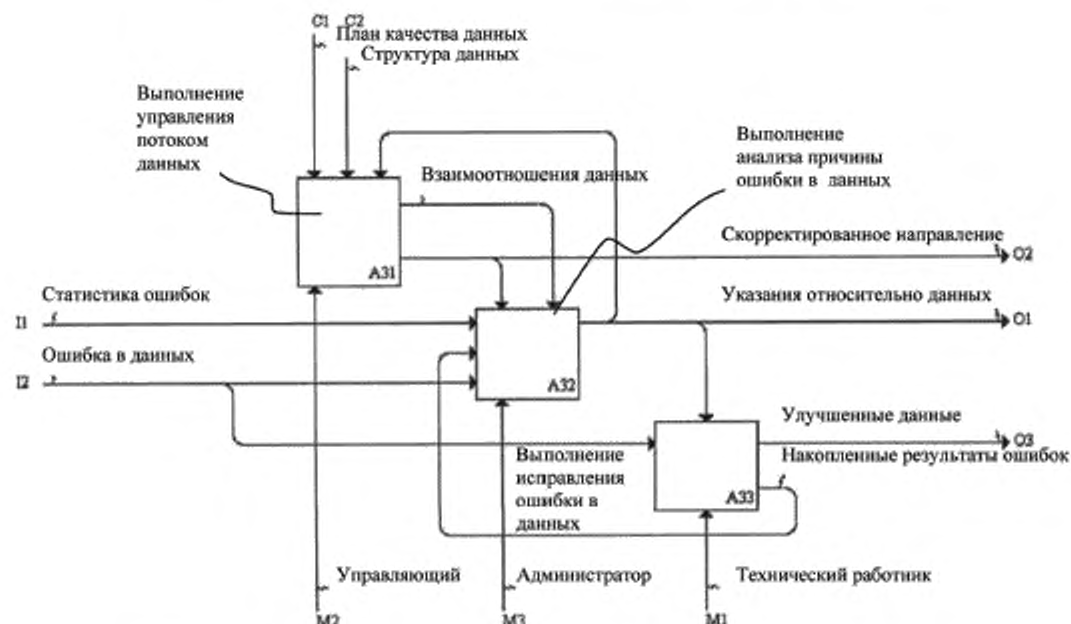 C1 C2
План качества данных
Структура данных
Выполнение
управления
потоком
данных
Выполнение
анализа причины
ошибки в данных
Взаимоотношения данных
A31
Скорректированное направление
O2
Статистика ошибок
I1
Указания относительно данных
O1
Ошибка в данных
I2
A32
Улучшенные данные
O3
Накопленные результаты ошибок
Выполнение
исправления
ошибки в
данных
A33
Управляющий
Администратор
Технический работник
M2
M3
M1